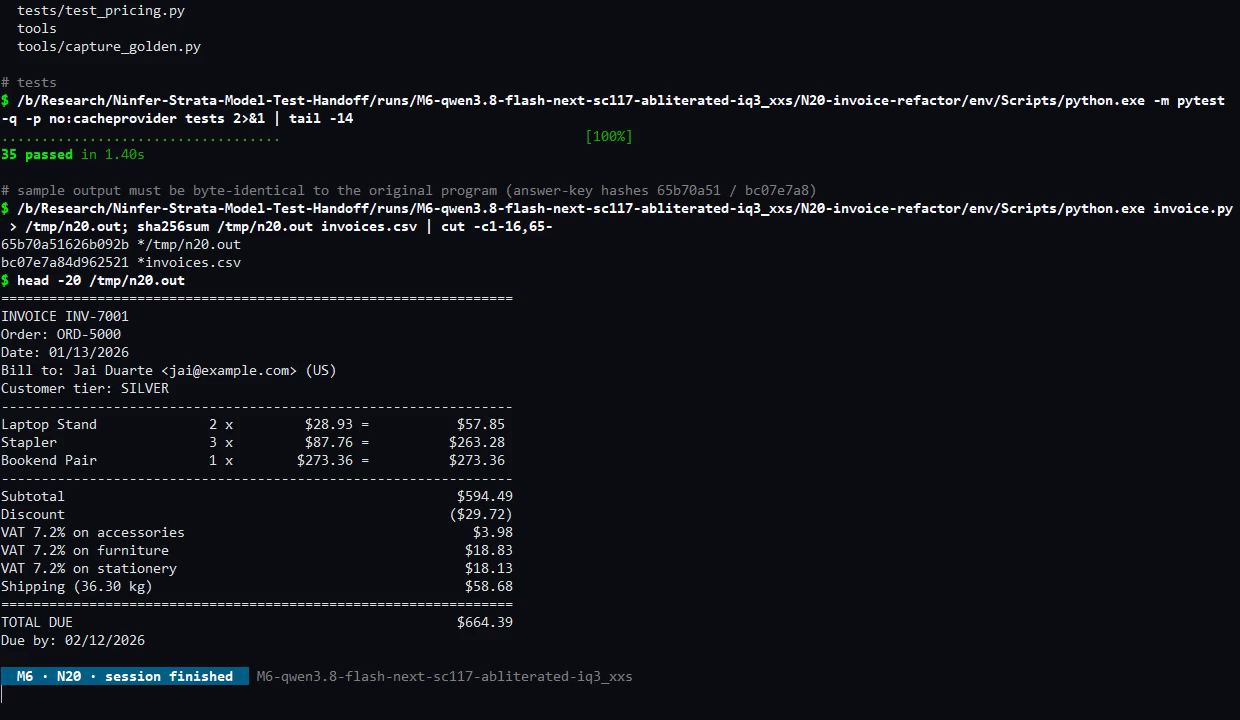 tests/test_pricing.py
tools
tools/capture_golden.py
# tests
$ /b/Research/Ninfer-Strata-Model-Test-Handoff/runs/M6-qwen3.8-flash-next-sc117-abliterated-iq3_xxs/N20-invoice-refactor/env/Scripts/python.exe -m pytest
-q -p no:cacheprovider tests 2>&1 | tail -14
................................... [100%]
35 passed in 1.40s
# sample output must be byte-identical to the original program (answer-key hashes 65b70a51 / bc07e7a8)
$ /b/Research/Ninfer-Strata-Model-Test-Handoff/runs/M6-qwen3.8-flash-next-sc117-abliterated-iq3_xxs/N20-invoice-refactor/env/Scripts/python.exe invoice.py
> /tmp/n20.out; sha256sum /tmp/n20.out invoices.csv | cut -c1-16,65-
65b70a51626b092b */tmp/n20.out
bc07e7a84d962521 *invoices.csv
$ head -20 /tmp/n20.out
================================================================
INVOICE INV-7001
Order: ORD-5000
Date: 01/13/2026
Bill to: Jai Duarte <jai@example.com> (US)
Customer tier: SILVER
----------------------------------------------------------------
Laptop Stand 2 x $28.93 = $57.85
Stapler 3 x $87.76 = $263.28
Bookend Pair 1 x $273.36 = $273.36
----------------------------------------------------------------
Subtotal $594.49
Discount ($29.72)
VAT 7.2% on accessories $3.98
VAT 7.2% on furniture $18.83
VAT 7.2% on stationery $18.13
Shipping (36.30 kg) $58.68
================================================================
TOTAL DUE $664.39
Due by: 02/12/2026
M6 · N20 · session finished M6-qwen3.8-flash-next-sc117-abliterated-iq3_xxs